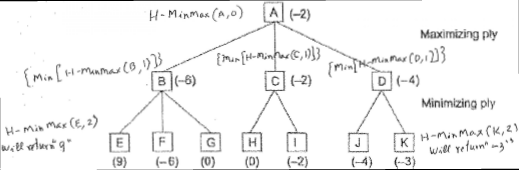 H-MinMax(A,0) A (-2)
Maximizing ply
{Min[H-MinMax(B,1)]} {Min[H-MinMax(C,1)]} {Min[H-MinMax(D,1)]}
B (-6) C (-2) D (-4)
Minimizing ply
H-MinMax(E,2)
will return "9"
E F G H I J K
(9) (-6) (0) (0) (-2) (-4) (-3)
H-MinMax(K,2)
will return "-3"